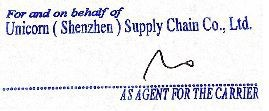 For and on behalf of
Unicorn ( Shenzhen ) Supply Chain Co., Ltd.
AS AGENT FOR THE CARRIER